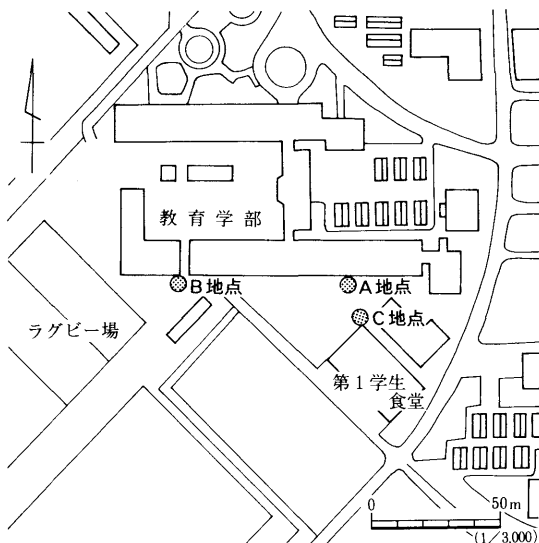 教育学部
B地点
A地点
C地点
ラグビー場
第1学生
食堂
0 50m
(1/3,000)